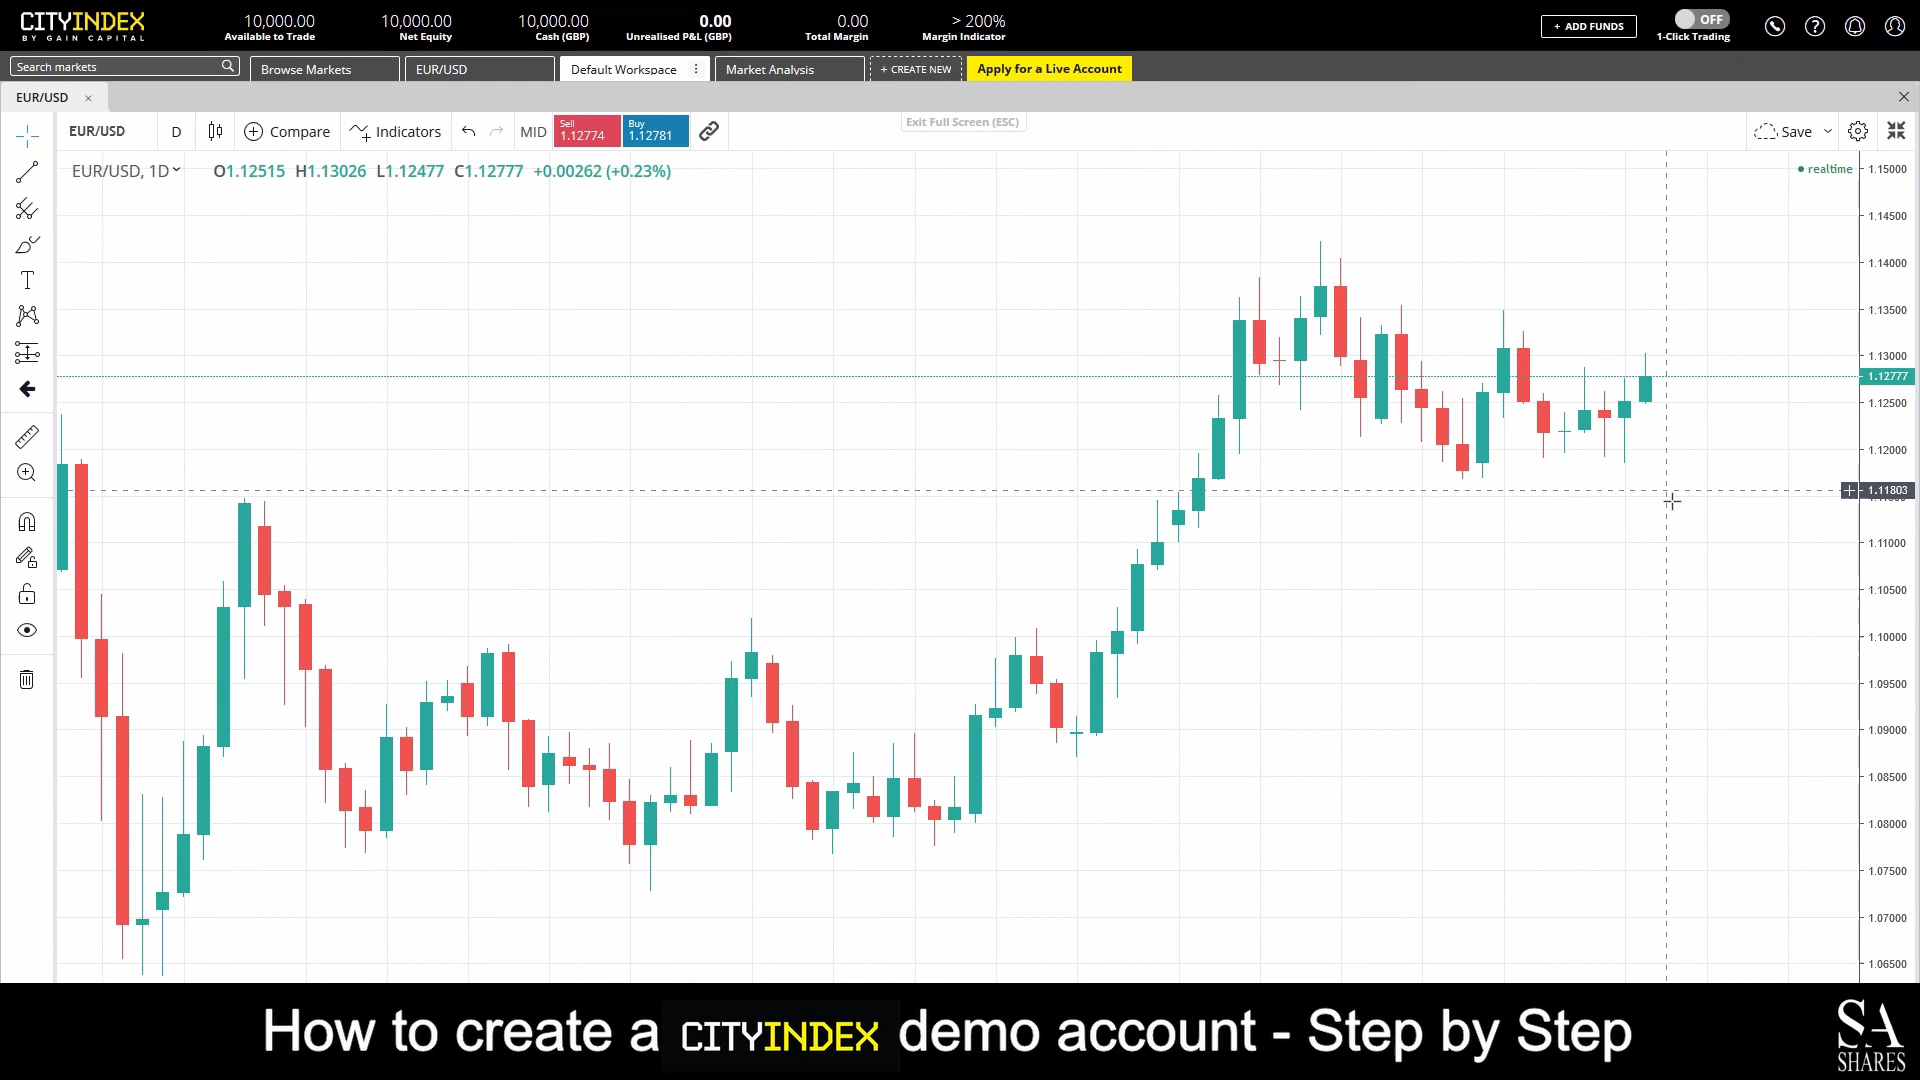 CITYINDEX
BY GAIN CAPITAL
10,000.00
Available to Trade
10,000.00
Net Equity
10,000.00
Cash (GBP)
0.00
Unrealised P&L (GBP)
0.00
Total Margin
> 200%
Margin Indicator
+ ADD FUNDS
OFF
1-Click Trading
Search markets
Browse Markets
EUR/USD
Default Workspace
Market Analysis
+ CREATE NEW
Apply for a Live Account
EUR/USD
EUR/USD
D
Compare
Indicators
MID
Sell
1.12774
Buy
1.12781
Exit Full Screen (ESC)
Save
EUR/USD, 1D
O1.12515 H1.13026 L1.12477 C1.12777 +0.00262 (+0.23%)
realtime
1.15000
1.14500
1.14000
1.13500
1.13000
1.12777
1.12500
1.12000
1.11803
1.11000
1.10500
1.10000
1.09500
1.09000
1.08500
1.08000
1.07500
1.07000
1.06500
How to create a CITYINDEX demo account - Step by Step
SA
SHARES